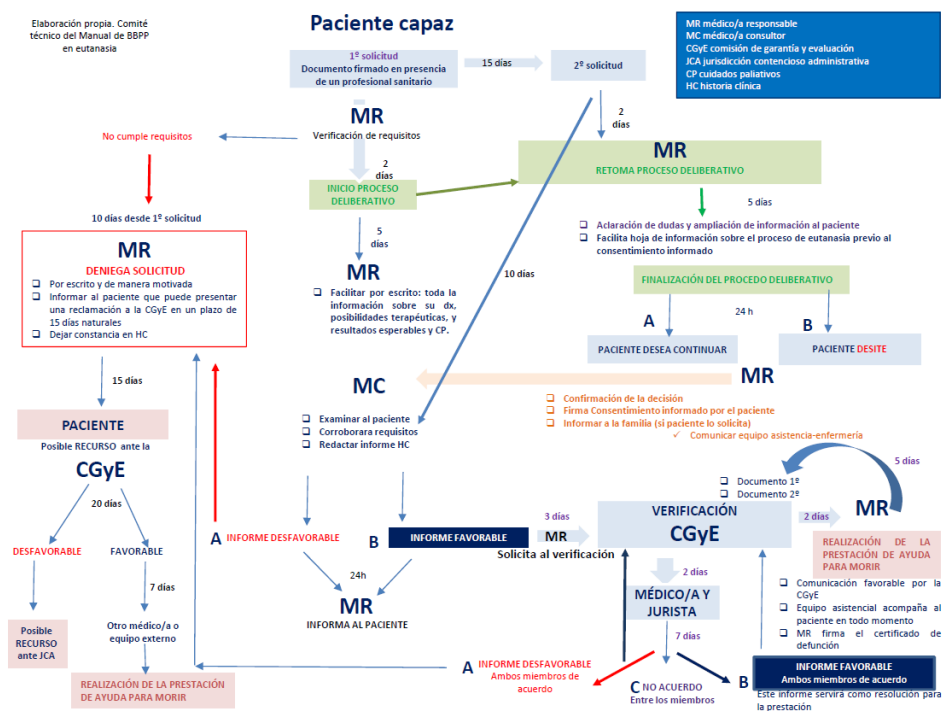 Elaboración propia. Comité
técnico del Manual de BBPP
en eutanasia
Paciente capaz
MR médico/a responsable
MC médico/a consultor
CGyE comisión de garantía y evaluación
JCA jurisdicción contencioso administrativa
CP cuidados paliativos
HC historia clínica
1º solicitud
Documento firmado en presencia
de un profesional sanitario
15 días
2º solicitud
MR
Verificación de requisitos
No cumple requisitos
2
días
2
días
MR
RETOMA PROCESO DELIBERATIVO
INICIO PROCESO
DELIBERATIVO
5 días
10 días desde 1º solicitud
MR
DENIEGA SOLICITUD
❑ Por escrito y de manera motivada
❑ Informar al paciente que puede presentar
una reclamación a la CGyE en un plazo de
15 días naturales
❑ Dejar constancia en HC
5
días
MR
❑ Facilitar por escrito: toda la
información sobre su dx,
posibilidades terapéuticas, y
resultados esperables y CP.
10 días
❑ Aclaración de dudas y ampliación de información al paciente
❑ Facilita hoja de información sobre el proceso de eutanasia previo al
consentimiento informado
FINALIZACIÓN DEL PROCEDO DELIBERATIVO
24 h
A
B
PACIENTE DESEA CONTINUAR
PACIENTE DESITE
15 días
MC
❑ Examinar al paciente
❑ Corroborara requisitos
❑ Redactar informe HC
MR
❑ Confirmación de la decisión
❑ Firma Consentimiento informado por el paciente
❑ Informar a la familia (si paciente lo solicita)
✓ Comunicar equipo asistencia-enfermería
PACIENTE
Posible RECURSO ante la
CGyE
20 días
DESFAVORABLE
FAVORABLE
7 días
Posible
RECURSO
ante JCA
Otro médico/a o
equipo externo
REALIZACIÓN DE LA PRESTACIÓN
DE AYUDA PARA MORIR
A
INFORME DESFAVORABLE
B
INFORME FAVORABLE
24h
MR
INFORMA AL PACIENTE
3 días
MR
Solicita al verificación
❑ Documento 1º
❑ Documento 2º
VERIFICACIÓN
CGyE
2 días
5 días
MR
REALIZACIÓN DE LA
PRESTACIÓN DE AYUDA
PARA MORIR
❑ Comunicación favorable por la
CGyE
❑ Equipo asistencial acompaña al
paciente en todo momento
❑ MR firma el certificado de
defunción
2 días
MÉDICO/A Y
JURISTA
7 días
A
INFORME DESFAVORABLE
Ambos miembros de
acuerdo
C NO ACUERDO
Entre los miembros
B
INFORME FAVORABLE
Ambos miembros de acuerdo
Este informe servirá como resolución para
la prestación